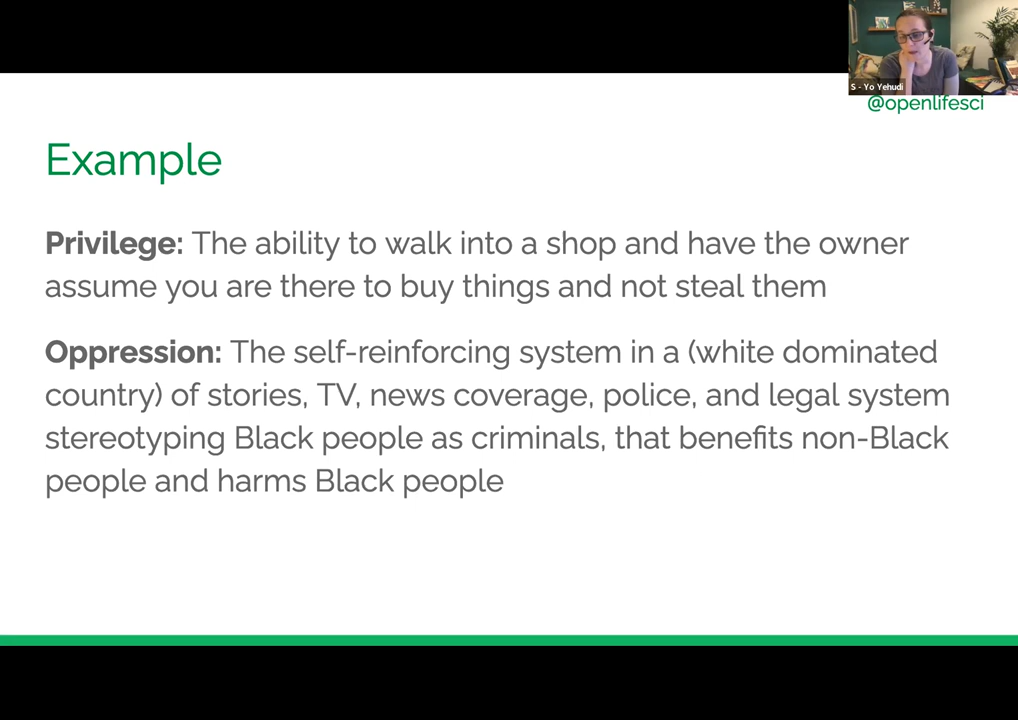 S - Yo Yehudi
@openlifesci
Example
Privilege: The ability to walk into a shop and have the owner
assume you are there to buy things and not steal them
Oppression: The self-reinforcing system in a (white dominated
country) of stories, TV, news coverage, police, and legal system
stereotyping Black people as criminals, that benefits non-Black
people and harms Black people